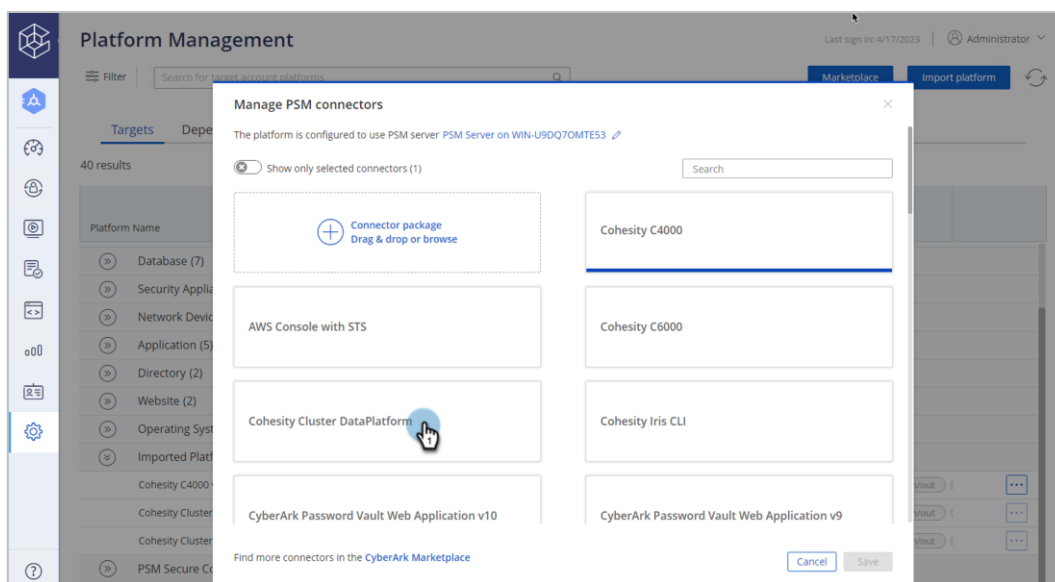 Platform Management
Last sign in: 4/17/2023
Administrator
Filter
Search for target account platforms
Marketplace
Import platform
Targets
Depe
40 results
Platform Name
Database (7)
Security Applia
Network Devic
Application (5)
Directory (2)
Website (2)
Operating Syst
Imported Platf
Cohesity C4000
Cohesity Cluster
Cohesity Cluster
PSM Secure Co
Manage PSM connectors
The platform is configured to use PSM server PSM Server on WIN-U9DQ7OMTE53
Show only selected connectors (1)
Search
Connector package
Drag & drop or browse
Cohesity C4000
AWS Console with STS
Cohesity C6000
Cohesity Cluster DataPlatform
1
Cohesity Iris CLI
CyberArk Password Vault Web Application v10
CyberArk Password Vault Web Application v9
Find more connectors in the CyberArk Marketplace
Cancel
Save
/out